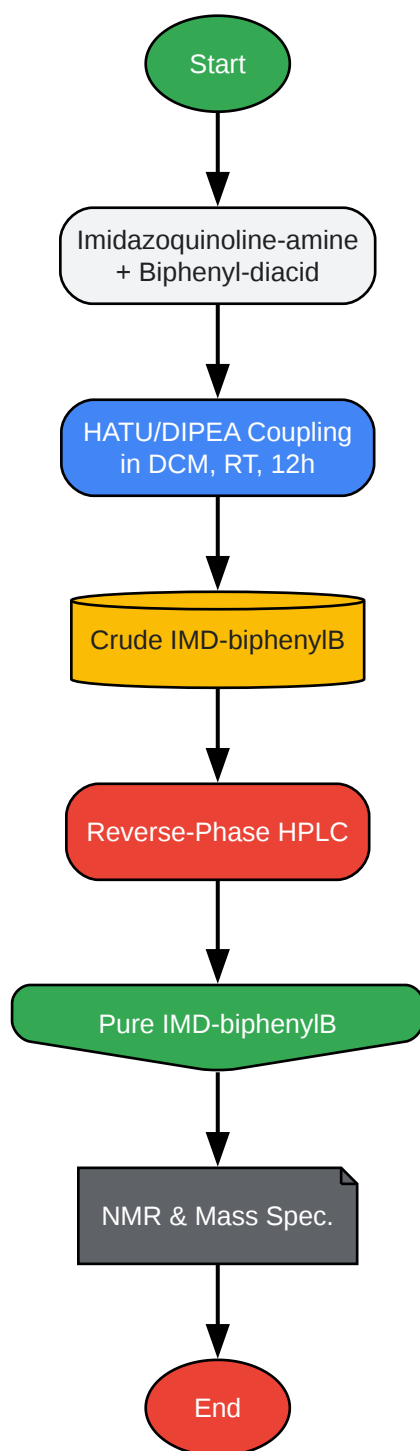 Start
Imidazoquinoline-amine
+ Biphenyl-diacid
HATU/DIPEA Coupling
in DCM, RT, 12h
Crude IMD-biphenylB
Reverse-Phase HPLC
Pure IMD-biphenylB
NMR & Mass Spec.
End